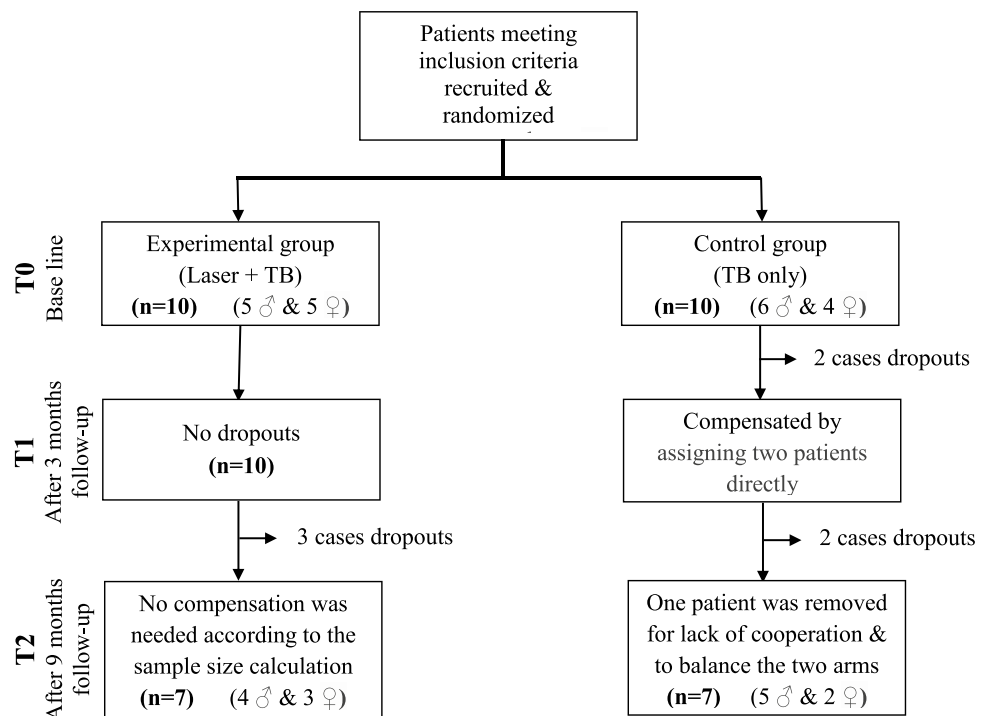 Patients meeting
inclusion criteria
recruited &
randomized
T0
Base line
Experimental group
(Laser + TB)
(n=10) (5 ♂ & 5 ♀)
Control group
(TB only)
(n=10) (6 ♂ & 4 ♀)
2 cases dropouts
T1
After 3 months
follow-up
No dropouts
(n=10)
Compensated by
assigning two patients
directly
3 cases dropouts
2 cases dropouts
T2
After 9 months
follow-up
No compensation was
needed according to the
sample size calculation
(n=7) (4 ♂ & 3 ♀)
One patient was removed
for lack of cooperation &
to balance the two arms
(n=7) (5 ♂ & 2 ♀)